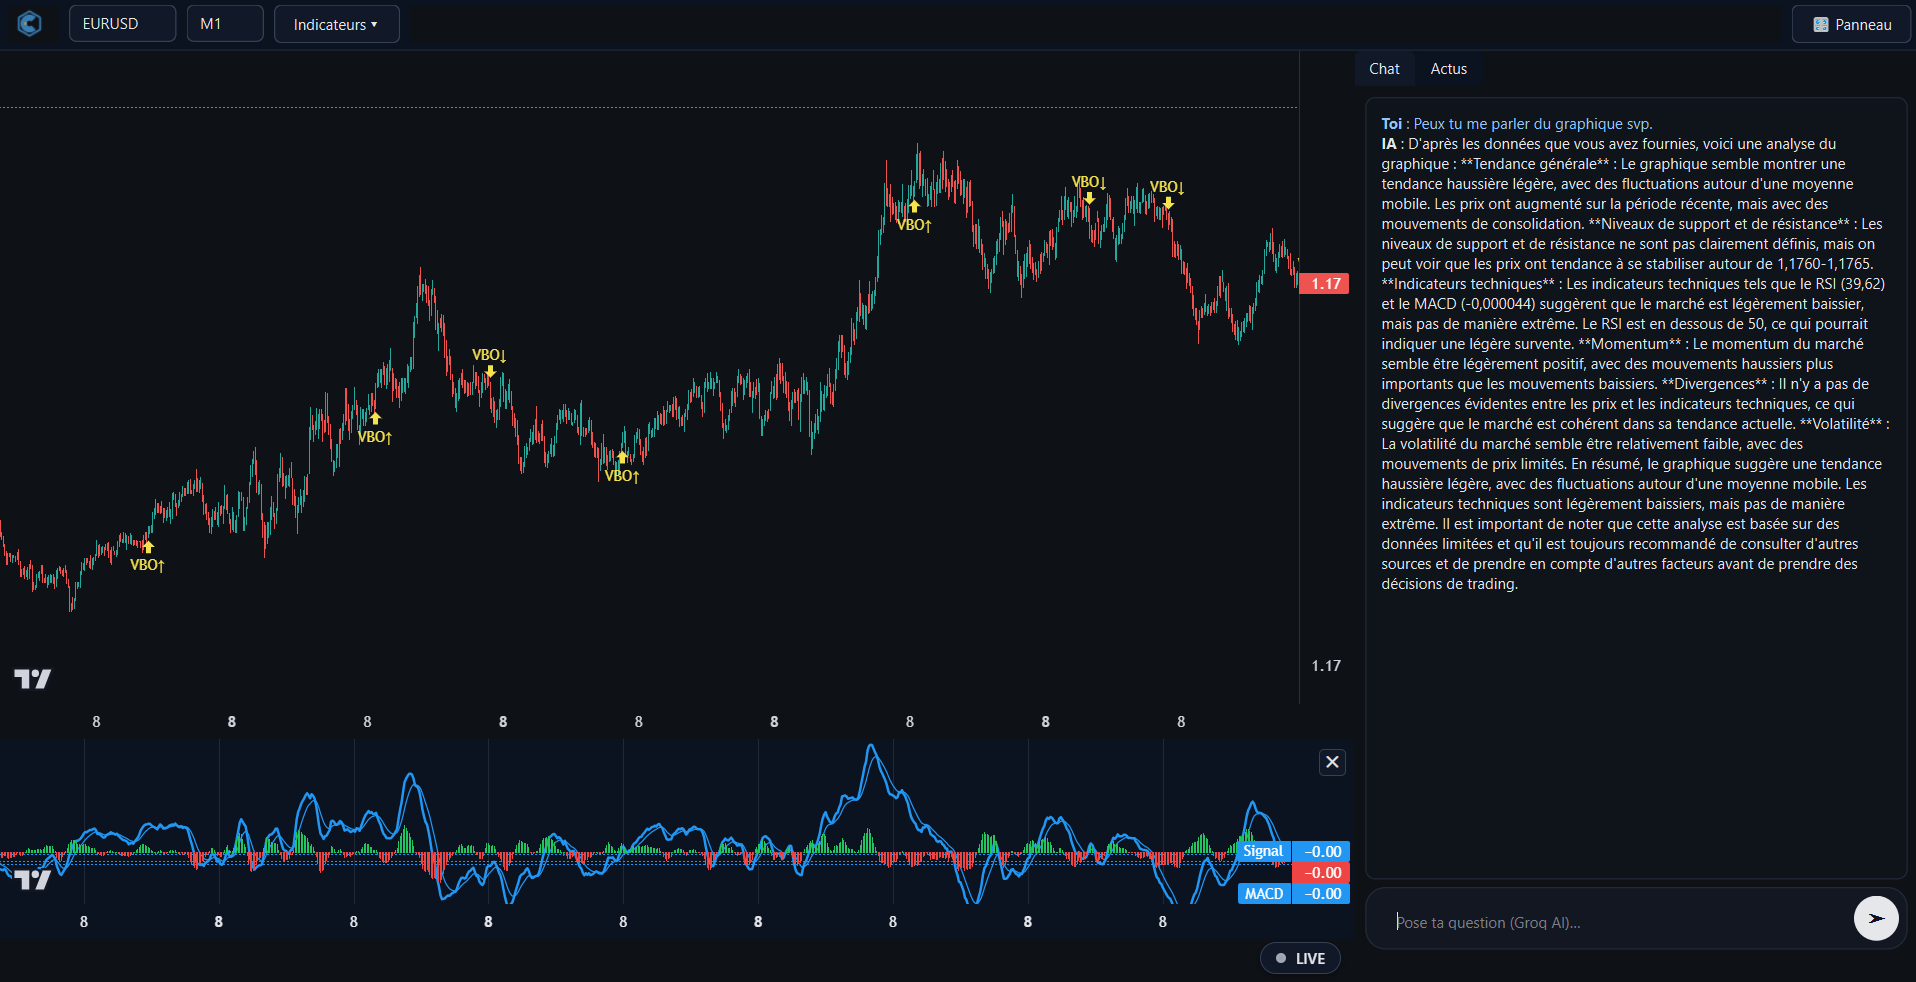 EURUSD
M1
Indicateurs ▾
Panneau
Chat
Actus
Toi : Peux tu me parler du graphique svp.
IA : D'après les données que vous avez fournies, voici une analyse du
graphique : **Tendance générale** : Le graphique semble montrer une
tendance haussière légère, avec des fluctuations autour d'une moyenne
mobile. Les prix ont augmenté sur la période récente, mais avec des
mouvements de consolidation. **Niveaux de support et de résistance** : Les
niveaux de support et de résistance ne sont pas clairement définis, mais on
peut voir que les prix ont tendance à se stabiliser autour de 1,1760-1,1765.
**Indicateurs techniques** : Les indicateurs techniques tels que le RSI (39,62)
et le MACD (-0,000044) suggèrent que le marché est légèrement baissier,
mais pas de manière extrême. Le RSI est en dessous de 50, ce qui pourrait
indiquer une légère survente. **Momentum** : Le momentum du marché
semble être légèrement positif, avec des mouvements haussiers plus
importants que les mouvements baissiers. **Divergences** : Il n'y a pas de
divergences évidentes entre les prix et les indicateurs techniques, ce qui
suggère que le marché est cohérent dans sa tendance actuelle. **Volatilité** :
La volatilité du marché semble être relativement faible, avec des
mouvements de prix limités. En résumé, le graphique suggère une tendance
haussière légère, avec des fluctuations autour d'une moyenne mobile. Les
indicateurs techniques sont légèrement baissiers, mais pas de manière
extrême. Il est important de noter que cette analyse est basée sur des
données limitées et qu'il est toujours recommandé de consulter d'autres
sources et de prendre en compte d'autres facteurs avant de prendre des
décisions de trading.
VBO↓
VBO↓
VBO↑
1.17
VBO↓
VBO↑
VBO↑
VBO↑
1.17
8 8 8 8 8 8 8 8 8
Signal -0.00
-0.00
MACD -0.00
8 8 8 8 8 8 8 8 8
Pose ta question (Groq AI)...
LIVE